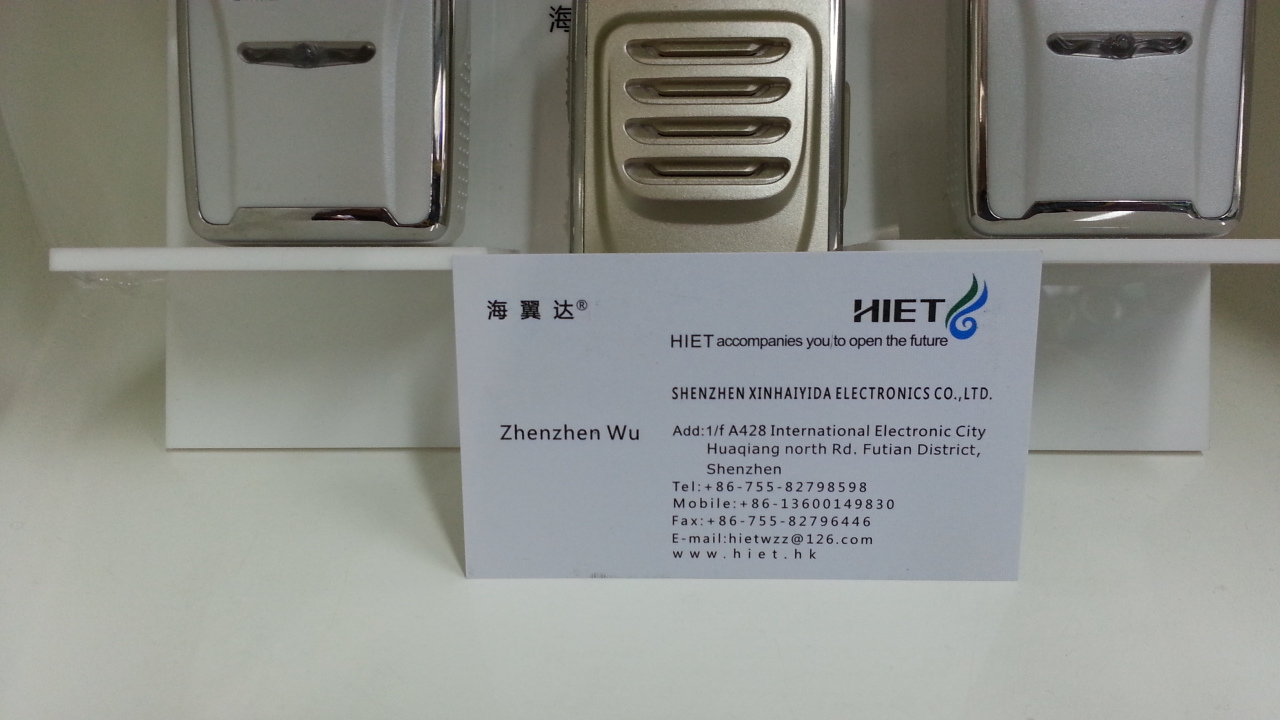 海
海翼达®
HIET
HIET accompanies you to open the future
SHENZHEN XINHAIYIDA ELECTRONICS CO.,LTD.
Zhenzhen Wu
Add:1/f A428 International Electronic City
Huaqiang north Rd. Futian District,
Shenzhen
Tel:+86-755-82798598
Mobile:+86-13600149830
Fax:+86-755-82796446
E-mail:hietwzz@126.com
www.hiet.hk